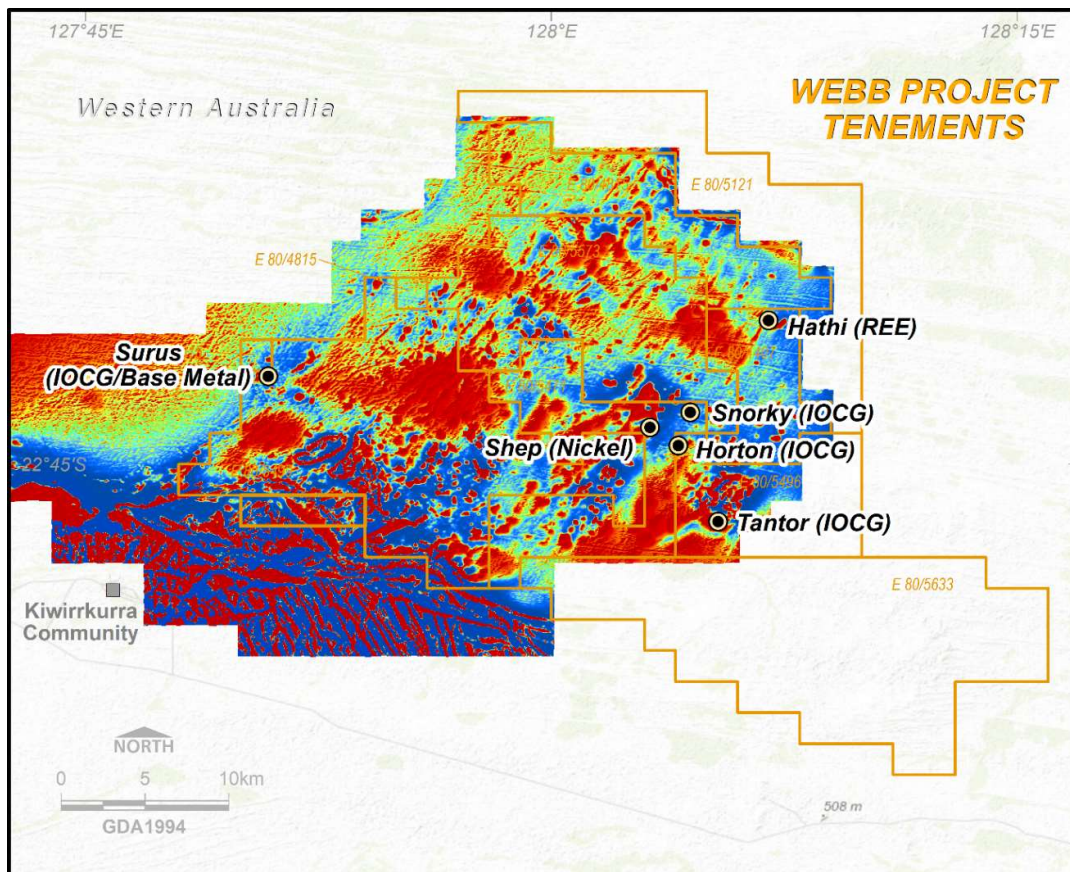 127°45'E
128°E
128°15'E
Western Australia
WEBB PROJECT
TENEMENTS
E 80/5121
E 80/4815
Hathi (REE)
Surus
(IOCG/Base Metal)
Snorky (IOCG)
Shep (Nickel)
Horton (IOCG)
22°45'S
E 80/5496
Tantor (IOCG)
E 80/5633
Kiwirrkurra
Community
NORTH
0 5 10km
GDA1994
508 m